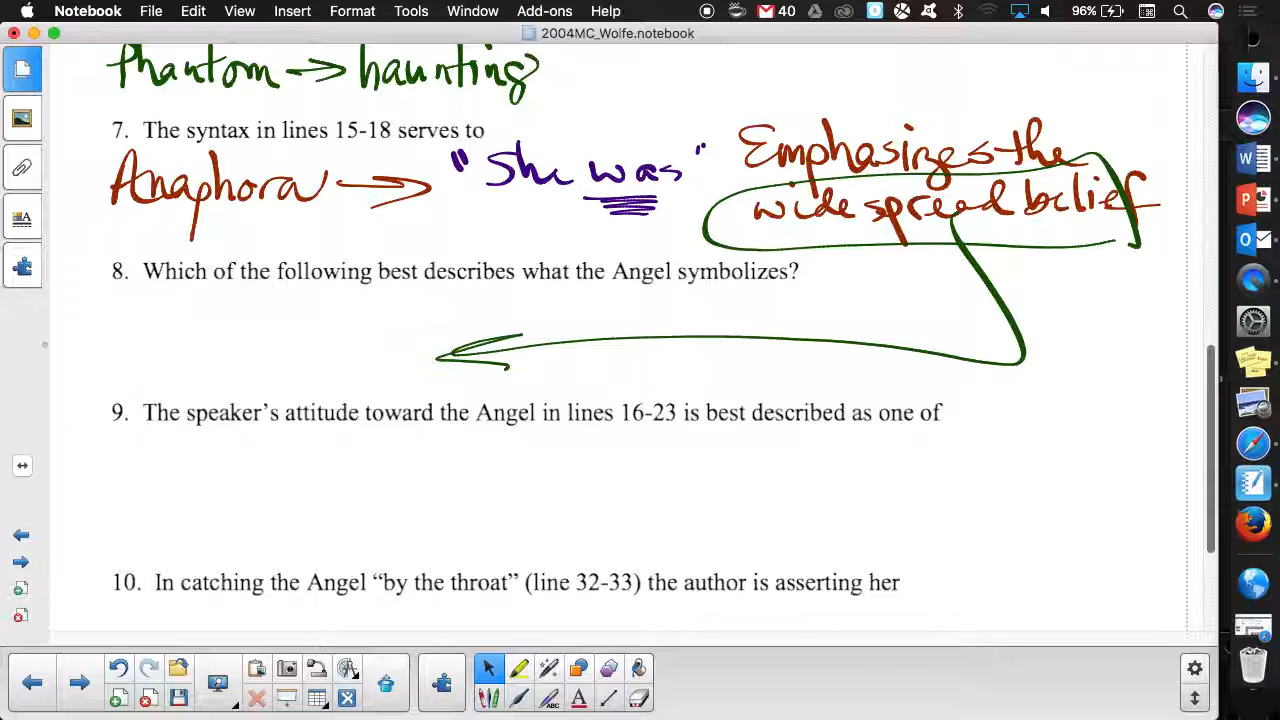 Notebook File Edit View Insert Format Tools Window Add-ons Help 40 96%
2004MC_Wolfe.notebook
Phantom → haunting
7. The syntax in lines 15-18 serves to
Anaphora → "She was" Emphasizes the
widespread belief
8. Which of the following best describes what the Angel symbolizes?
9. The speaker's attitude toward the Angel in lines 16-23 is best described as one of
10. In catching the Angel “by the throat” (line 32-33) the author is asserting her